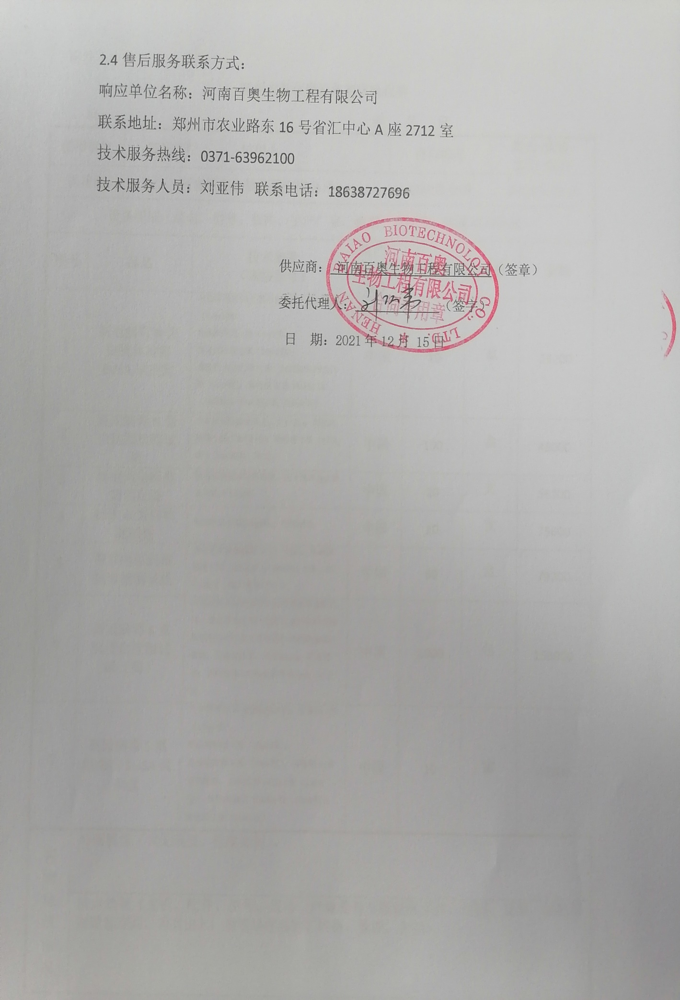 2.4 售后服务联系方式：
响应单位名称：河南百奥生物工程有限公司
联系地址：郑州市农业路东 16 号省汇中心 A 座 2712 室
技术服务热线：0371-63962100
技术服务人员：刘亚伟 联系电话：18638727696
供应商：河南百奥生物工程有限公司（签章）
委托代理人：刘亚伟（签字）
日 期：2021 年 12 月 15 日
HENAN BAIAO BIOTECHNOLOGY CO., LTD.
河南百奥
生物工程有限公司
合同专用章